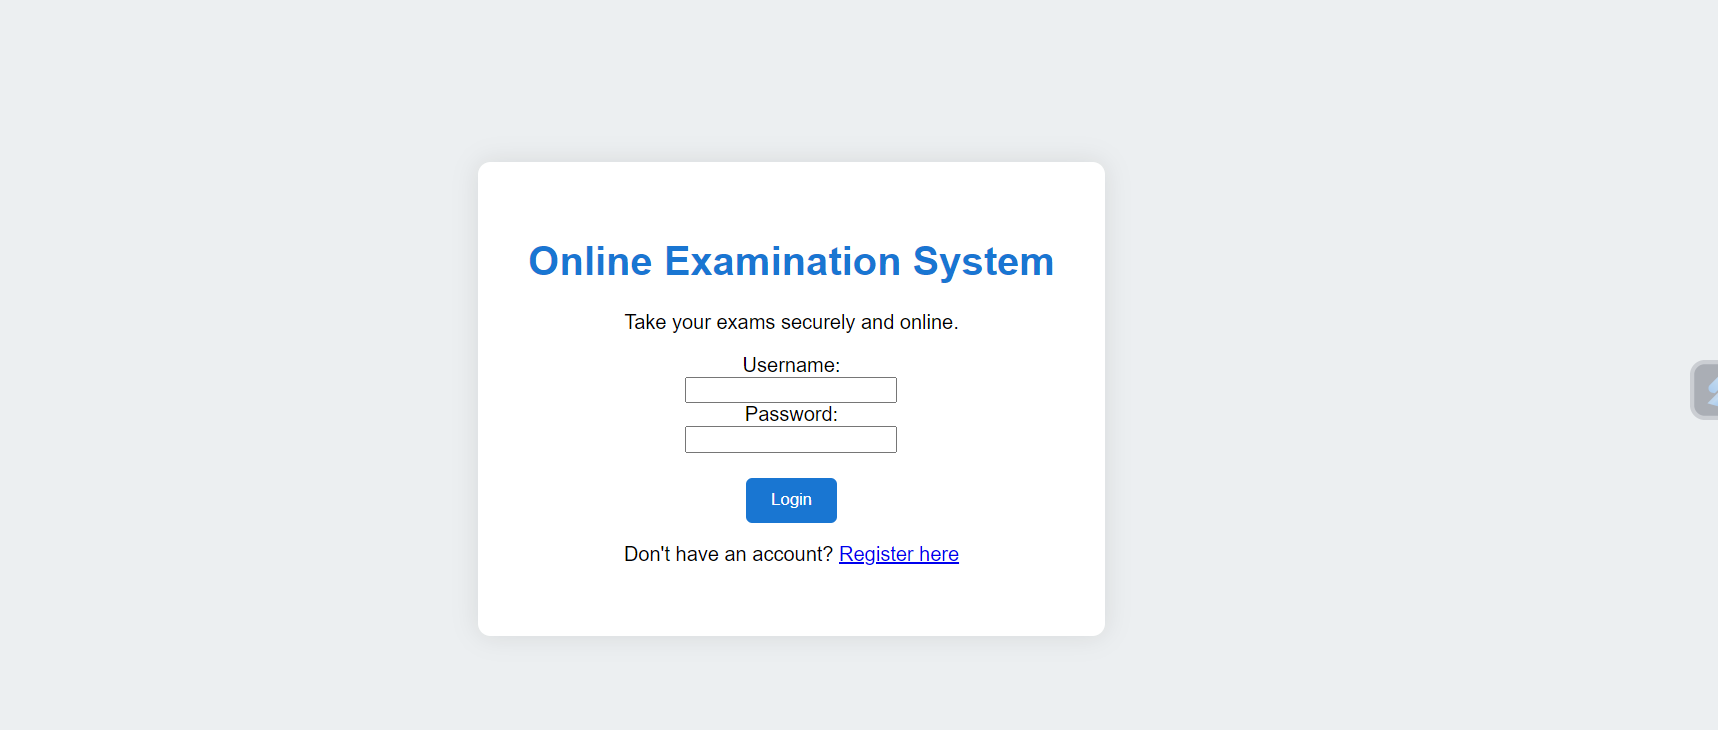 Online Examination System
Take your exams securely and online.
Username:
Password:
Login
Don't have an account? Register here